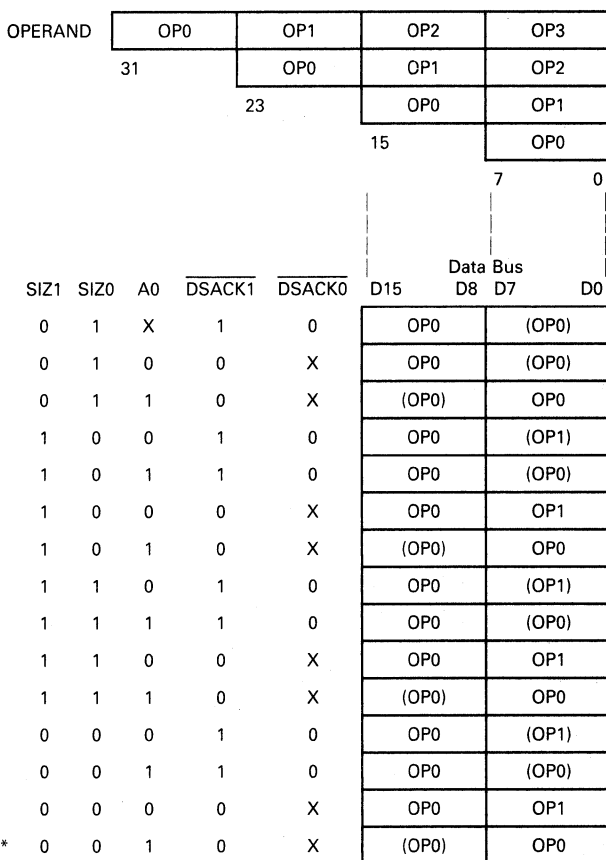 OPERAND OP0 OP1 OP2 OP3
31 OP0 OP1 OP2
23 OP0 OP1
15 OP0
7 0
Data Bus
SIZ1 SIZ0 A0 DSACK1 DSACK0 D15 D8 D7 D0
0 1 X 1 0 OP0 (OP0)
0 1 0 0 X OP0 (OP0)
0 1 1 0 X (OP0) OP0
1 0 0 1 0 OP0 (OP1)
1 0 1 1 0 OP0 (OP0)
1 0 0 0 X OP0 OP1
1 0 1 0 X (OP0) OP0
1 1 0 1 0 OP0 (OP1)
1 1 1 1 0 OP0 (OP0)
1 1 0 0 X OP0 OP1
1 1 1 0 X (OP0) OP0
0 0 0 1 0 OP0 (OP1)
0 0 1 1 0 OP0 (OP0)
0 0 0 0 X OP0 OP1
* 0 0 1 0 X (OP0) OP0